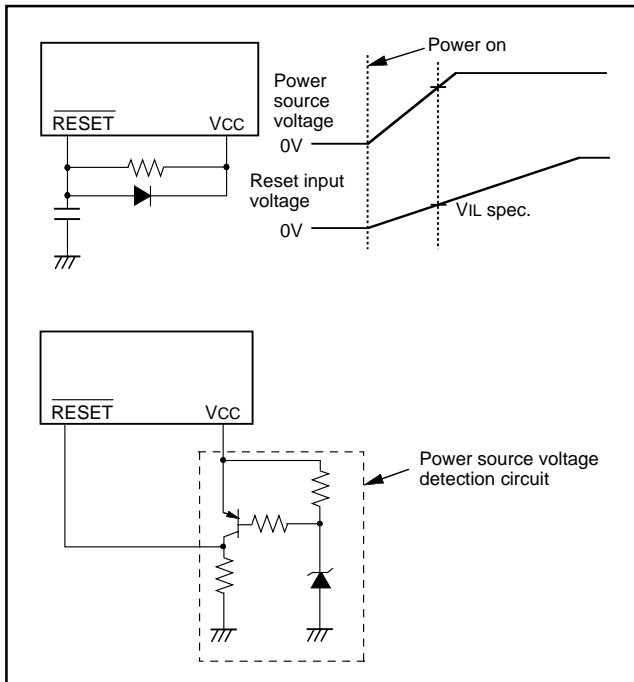 RESET
VCC
Power on
Power
source
voltage
0V
Reset input
voltage
0V
VIL spec.
RESET
VCC
Power source voltage
detection circuit